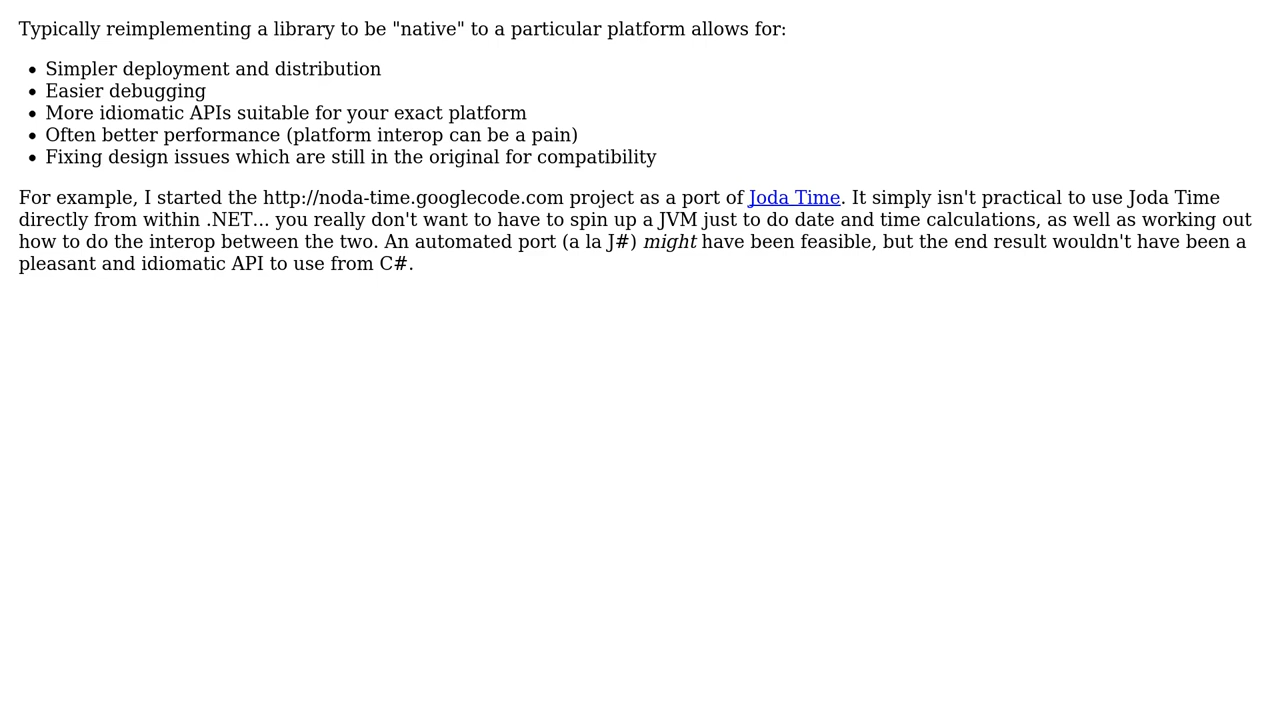 Typically reimplementing a library to be "native" to a particular platform allows for:
• Simpler deployment and distribution
• Easier debugging
• More idiomatic APIs suitable for your exact platform
• Often better performance (platform interop can be a pain)
• Fixing design issues which are still in the original for compatibility
For example, I started the http://noda-time.googlecode.com project as a port of Joda Time. It simply isn't practical to use Joda Time
directly from within .NET... you really don't want to have to spin up a JVM just to do date and time calculations, as well as working out
how to do the interop between the two. An automated port (a la J#) might have been feasible, but the end result wouldn't have been a
pleasant and idiomatic API to use from C#.